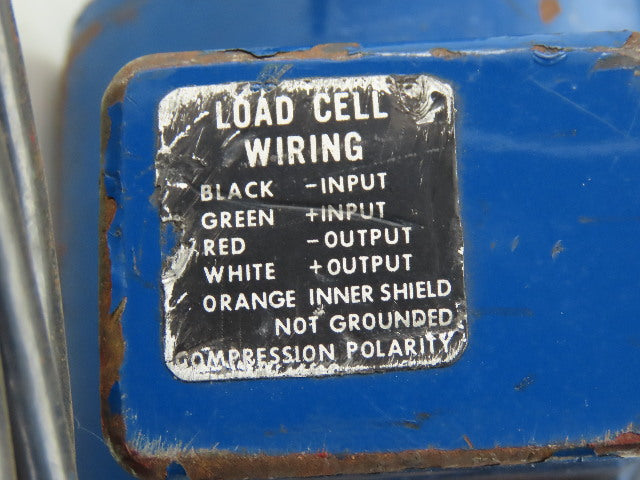 LOAD CELL
WIRING
BLACK -INPUT
GREEN +INPUT
RED -OUTPUT
WHITE +OUTPUT
ORANGE INNER SHIELD
NOT GROUNDED
COMPRESSION POLARITY